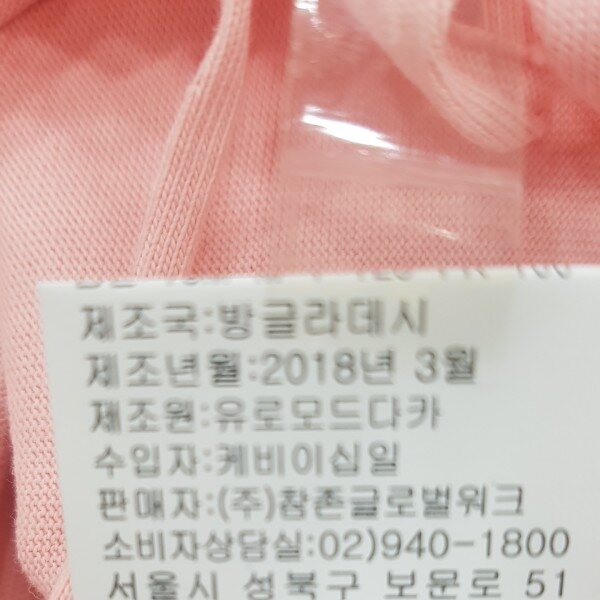 제조국:방글라데시
제조년월:2018년 3월
제조원:유로모드다카
수입자:케비이십일
판매자:(주)참존글로벌워크
소비자상담실:02)940-1800
서울시 성북구 보문로 51